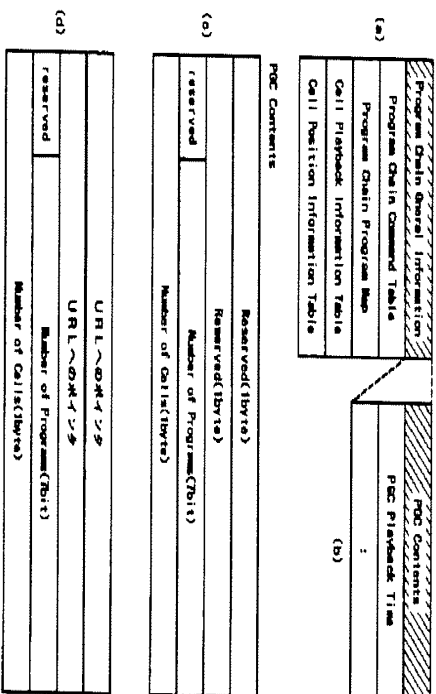 (a)
Program Chain Gneral Information
Program Chain Command Table
Program Chain Program Map
Cell Playback Information Table
Cell Position Information Table
PGC Contents
PGC Playback Time
:
(b)
PGC Contents
(c)
Reserved(1byte)
Reserved(1byte)
reserved
Number of Programs(7bit)
Number of Cells(1byte)
(d)
URLへのポインタ
URLへのポインタ
reserved
Number of Programs(7bit)
Number of Cells(1byte)